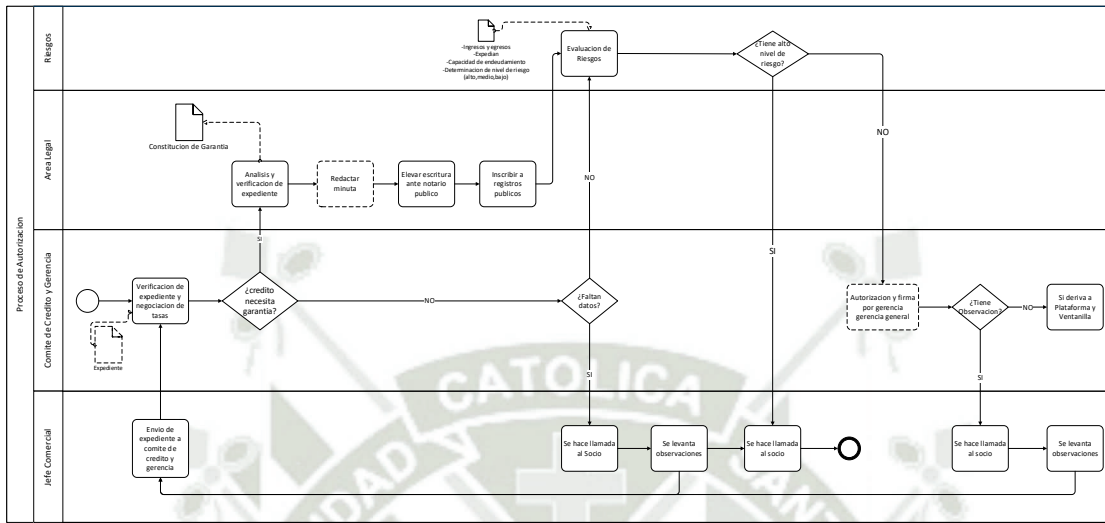 Proceso de Autorizacion
Riesgos
-Ingresos y egresos
-Expedian
-Capacidad de endeudamiento
-Determinacion de nivel de riesgo
(alto,medio,bajo)
Evaluacion de
Riesgos
¿Tiene alto
nivel de
riesgo?
NO
SI
Area Legal
Constitucion de Garantia
Analisis y
verificacion de
expediente
Redactar
minuta
Elevar escritura
ante notario
publico
Inscribir a
registros
publicos
NO
SI
Comite de Credito y Gerencia
Verificacion de
expediente y
negociacion de
tasas
Expediente
¿credito
necesita
garantia?
NO
¿Faltan
datos?
SI
Autorizacion y firma
por gerencia
gerencia general
¿Tiene
Observacion?
NO
Si deriva a
Plataforma y
Ventanilla
SI
Jefe Comercial
Envio de
expediente a
comite de
credito y
gerencia
Se hace llamada
al Socio
Se levanta
observaciones
Se hace llamada
al socio
Se hace llamada
al socio
Se levanta
observaciones
CATOLICA